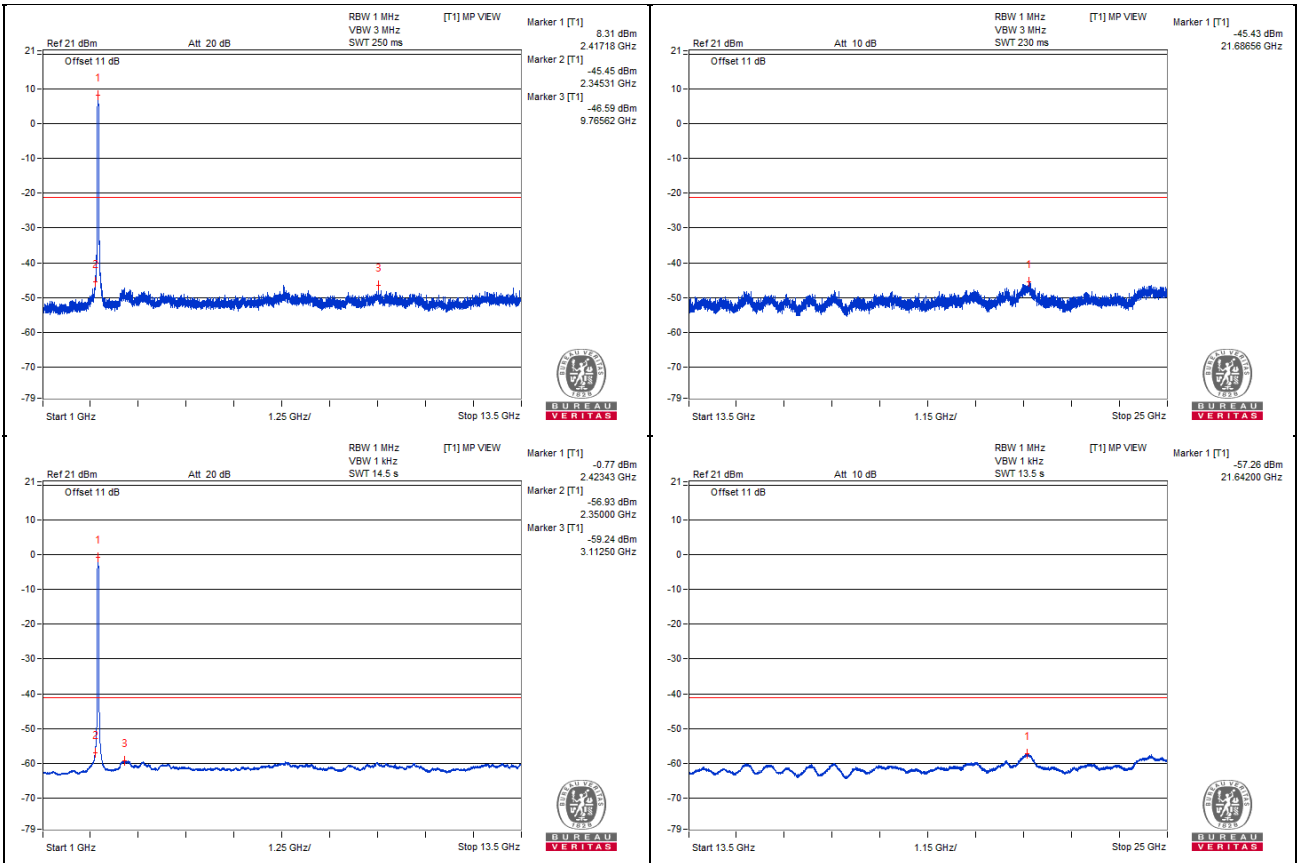 RBW 1 MHz [T1] MP VIEW
VBW 3 MHz
Ref 21 dBm Att 20 dB SWT 250 ms
Marker 1 [T1]
8.31 dBm
2.41718 GHz
Marker 2 [T1]
-45.45 dBm
2.34531 GHz
Marker 3 [T1]
-46.59 dBm
9.76562 GHz
21
Offset 11 dB
1
10
0
-10
-20
-30
2 3
-40
-50
-60
-70
-79
Start 1 GHz 1.25 GHz/ Stop 13.5 GHz
BUREAU VERITAS
1828
BUREAU
VERITAS
RBW 1 MHz [T1] MP VIEW
VBW 3 MHz
Ref 21 dBm Att 10 dB SWT 230 ms
Marker 1 [T1]
-45.43 dBm
21.68656 GHz
21
Offset 11 dB
10
0
-10
-20
-30
-40
1
-50
-60
-70
-79
Start 13.5 GHz 1.15 GHz/ Stop 25 GHz
BUREAU VERITAS
1828
BUREAU
VERITAS
RBW 1 MHz [T1] MP VIEW
VBW 1 kHz
Ref 21 dBm Att 20 dB SWT 14.5 s
Marker 1 [T1]
-0.77 dBm
2.42343 GHz
Marker 2 [T1]
-56.93 dBm
2.35000 GHz
Marker 3 [T1]
-59.24 dBm
3.11250 GHz
21
Offset 11 dB
10
1
0
-10
-20
-30
-40
-50
2 3
-60
-70
-79
Start 1 GHz 1.25 GHz/ Stop 13.5 GHz
BUREAU VERITAS
1828
BUREAU
VERITAS
RBW 1 MHz [T1] MP VIEW
VBW 1 kHz
Ref 21 dBm Att 10 dB SWT 13.5 s
Marker 1 [T1]
-57.26 dBm
21.64200 GHz
21
Offset 11 dB
10
0
-10
-20
-30
-40
-50
1
-60
-70
-79
Start 13.5 GHz 1.15 GHz/ Stop 25 GHz
BUREAU VERITAS
1828
BUREAU
VERITAS